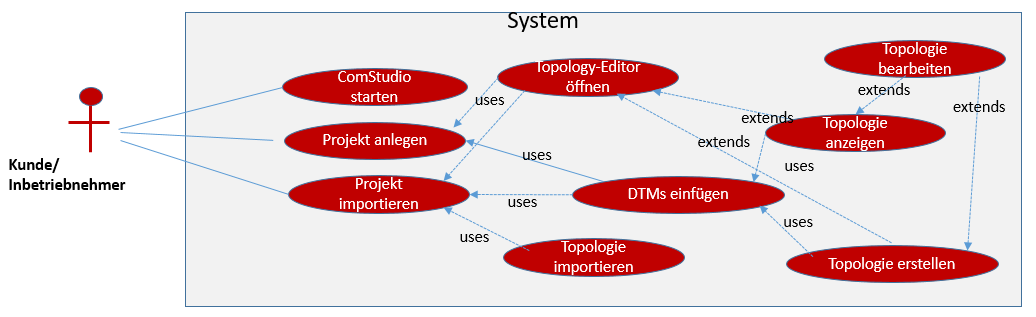 System
Topologie
bearbeiten
Topology-Editor
öffnen
ComStudio
starten
extends
uses
extends
extends
Topologie
anzeigen
Projekt anlegen
extends
uses
uses
Kunde/
Inbetriebnehmer
Projekt
importieren
DTMs einfügen
uses
uses
uses
Topologie
importieren
Topologie erstellen